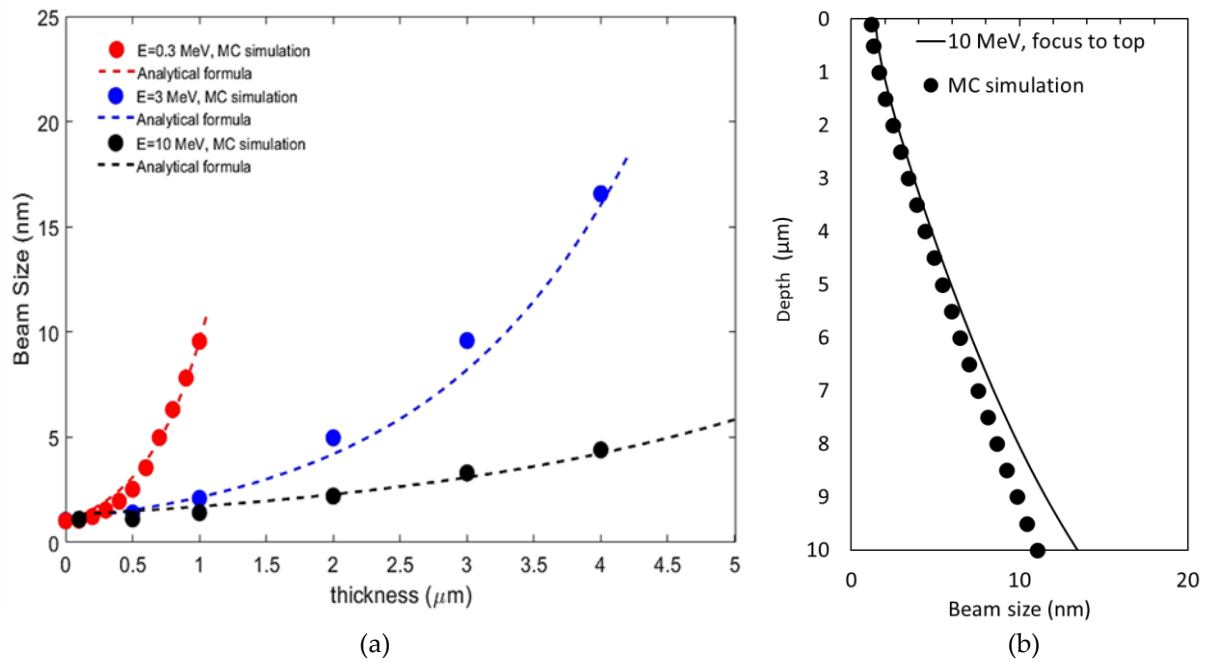 25
20
15
10
5
0
Beam Size (nm)
E=0.3 MeV, MC simulation
Analytical formula
E=3 MeV, MC simulation
Analytical formula
E=10 MeV, MC simulation
Analytical formula
0 0.5 1 1.5 2 2.5 3 3.5 4 4.5 5
thickness (μm)
(a)
0
1
2
3
4
5
6
7
8
9
10
Depth (μm)
10 MeV, focus to top
MC simulation
0 10 20
Beam size (nm)
(b)